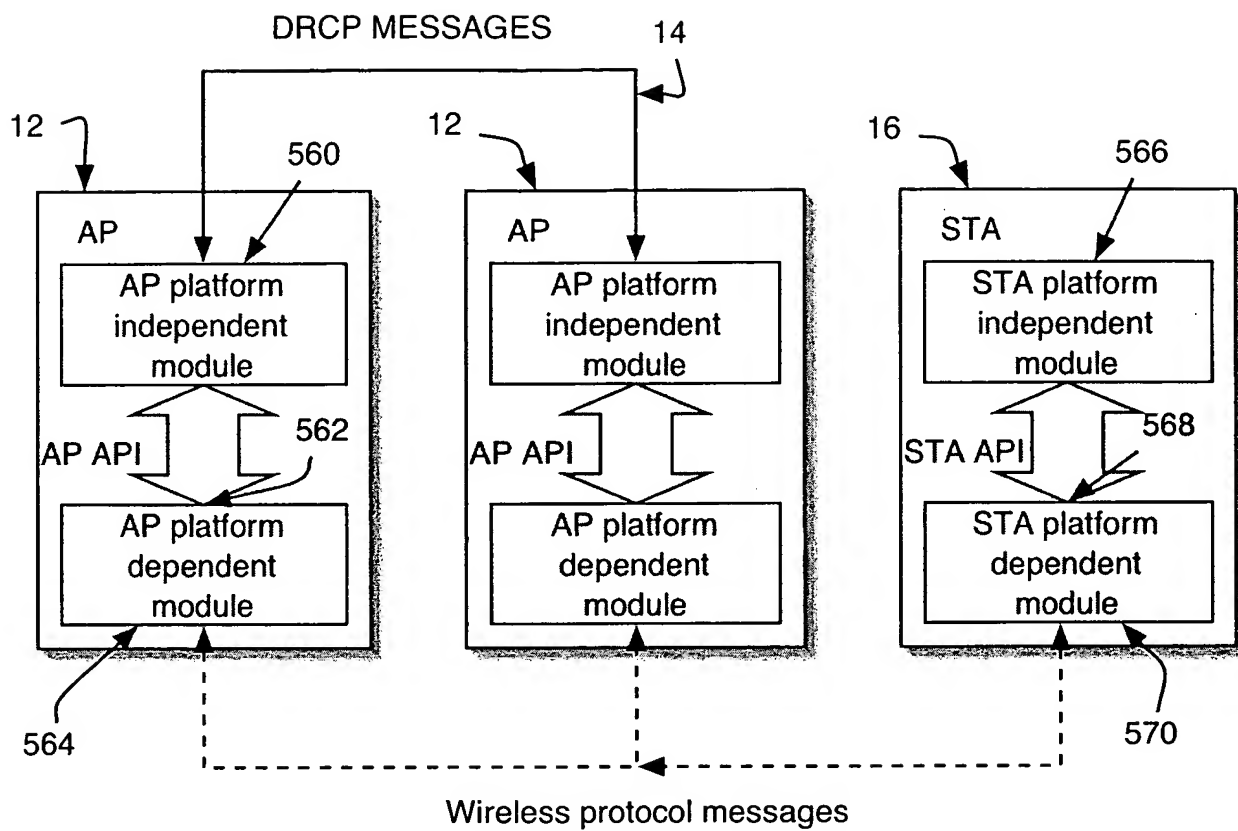 DRCP MESSAGES
14
12
12
16
560
566
AP
AP
STA
AP platform
independent
module
AP platform
independent
module
STA platform
independent
module
562
568
AP API
AP API
STA API
AP platform
dependent
module
AP platform
dependent
module
STA platform
dependent
module
564
570
Wireless protocol messages